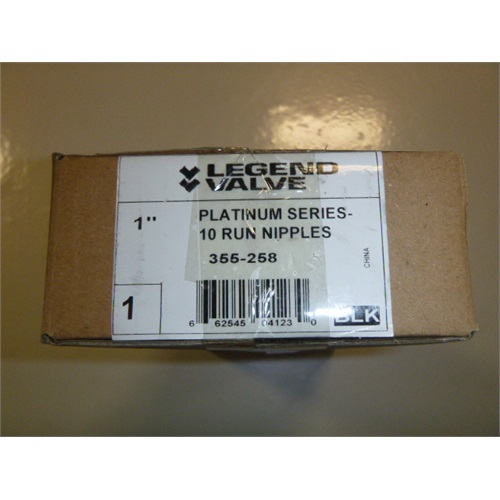 LEGEND
VALVE
1"
PLATINUM SERIES-
10 RUN NIPPLES
355-258
CHINA
1
6 62545 04123 0
BLK